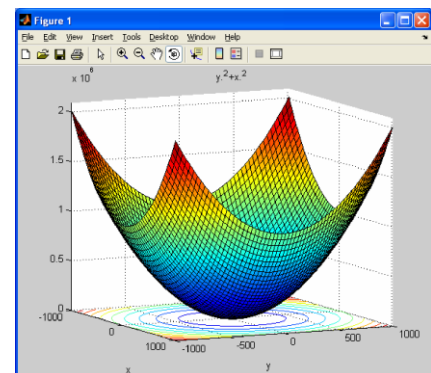 Figure 1
File Edit View Insert Tools Desktop Window Help
x 10^6
y.^2+x.^2
2
1.5
1
0.5
0
-1000
0
1000
x
-1000
-500
0
500
1000
y